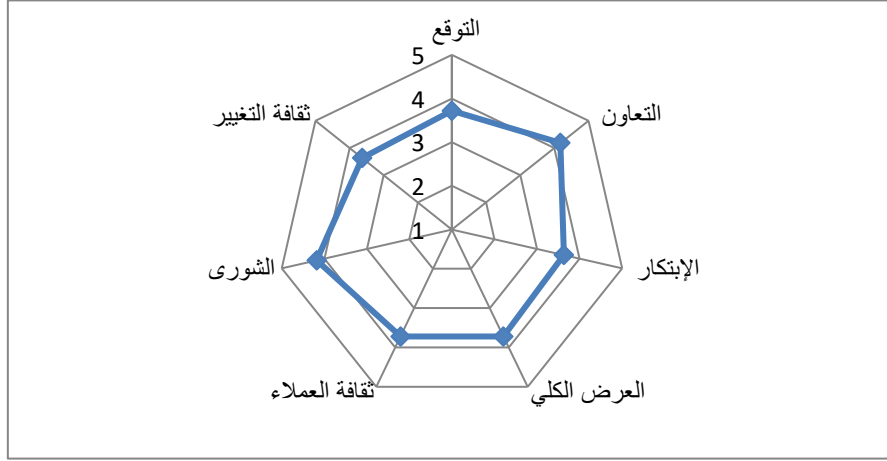 التوقع
5
4
3
2
1
التعاون
الإبتكار
العرض الكلي
ثقافة العملاء
الشورى
ثقافة التغيير